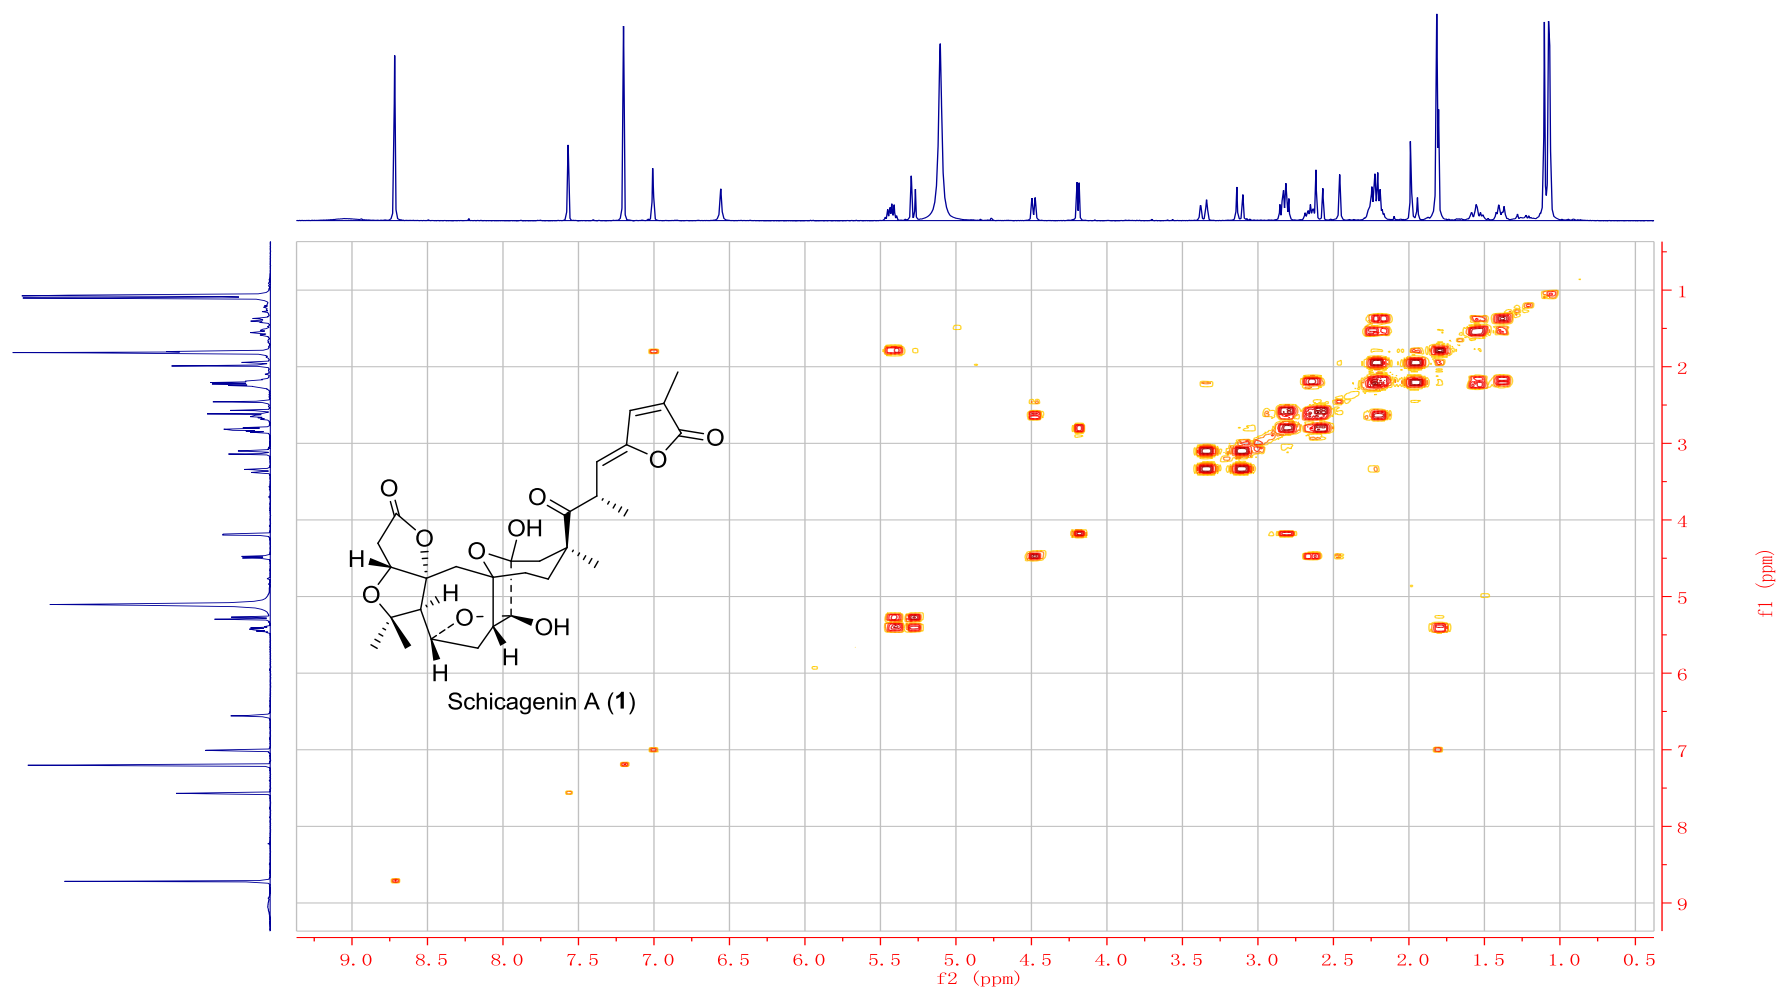 O
O
O
OH
O
O
O
H
O
H
O
OH
H
H
Schicagenin A (1)
1
2
3
4
5
6
7
8
9
f1 (ppm)
9.0 8.5 8.0 7.5 7.0 6.5 6.0 5.5 5.0 4.5 4.0 3.5 3.0 2.5 2.0 1.5 1.0 0.5
f2 (ppm)